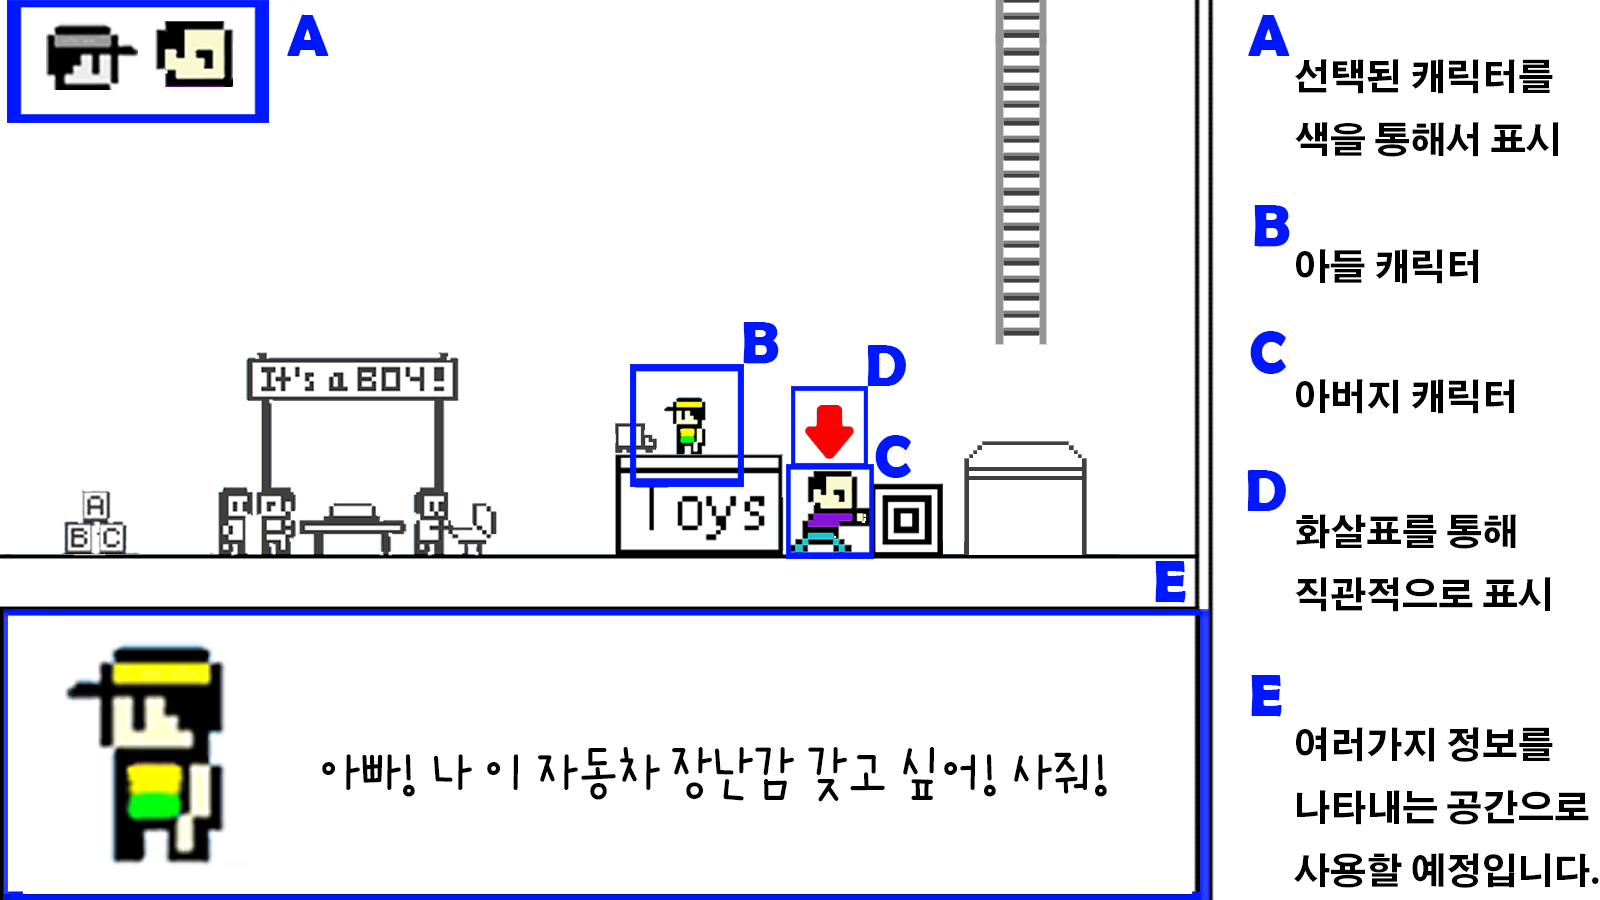 A
It's a BOY!
A
B C
B
D
C
Toys
E
아빠! 나 이 자동차 장난감 갖고 싶어! 사줘!
A
선택된 캐릭터를
색을 통해서 표시
B
아들 캐릭터
C
아버지 캐릭터
D
화살표를 통해
직관적으로 표시
E
여러가지 정보를
나타내는 공간으로
사용할 예정입니다.